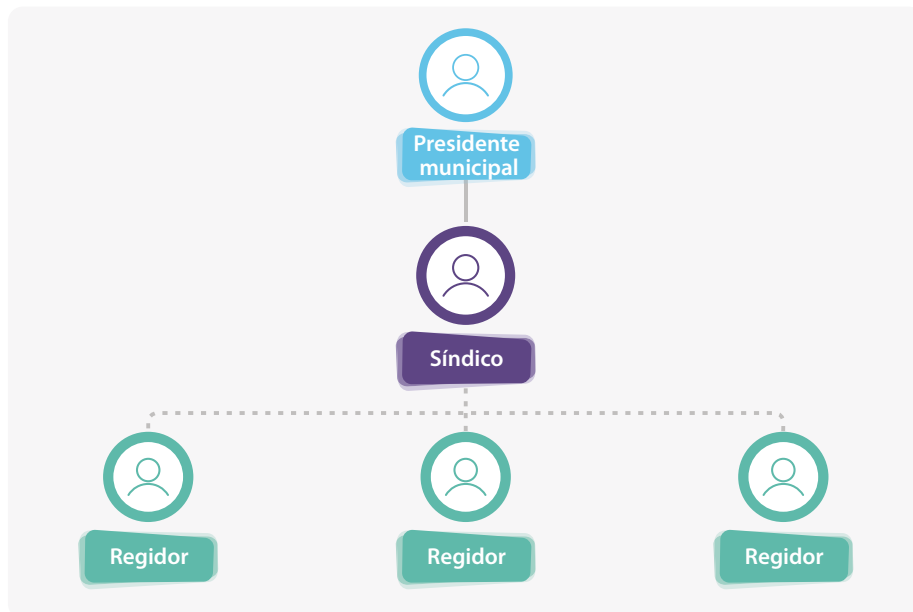 Presidente
municipal
Síndico
Regidor
Regidor
Regidor